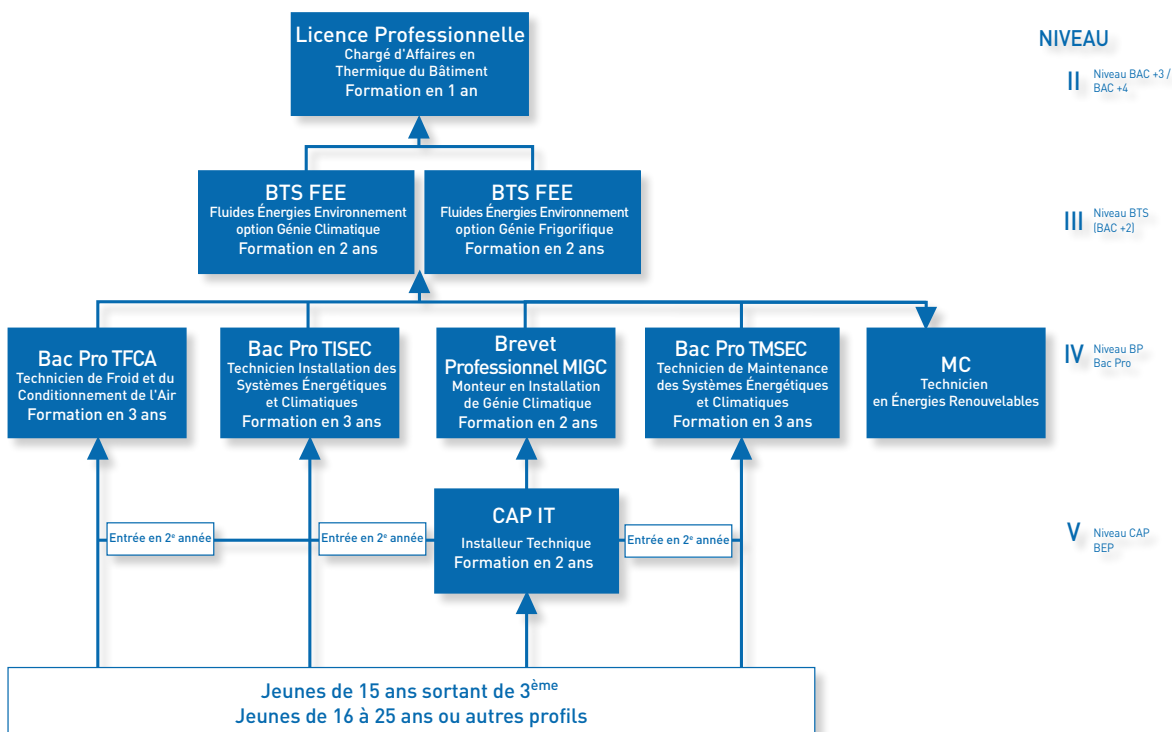 Licence Professionnelle
Chargé d'Affaires en
Thermique du Bâtiment
Formation en 1 an
NIVEAU
II
Niveau BAC +3 /
BAC +4
BTS FEE
Fluides Énergies Environnement
option Génie Climatique
Formation en 2 ans
BTS FEE
Fluides Énergies Environnement
option Génie Frigorifique
Formation en 2 ans
III
Niveau BTS
(BAC +2)
Bac Pro TFCA
Technicien de Froid et du
Conditionnement de l'Air
Formation en 3 ans
Bac Pro TISEC
Technicien Installation des
Systèmes Énergétiques
et Climatiques
Formation en 3 ans
Brevet
Professionnel MIGC
Monteur en Installation
de Génie Climatique
Formation en 2 ans
Bac Pro TMSEC
Technicien de Maintenance
des Systèmes Énergétiques
et Climatiques
Formation en 3 ans
MC
Technicien
en Énergies Renouvelables
IV
Niveau BP
Bac Pro
Entrée en 2e année
Entrée en 2e année
CAP IT
Installeur Technique
Formation en 2 ans
Entrée en 2e année
V
Niveau CAP
BEP
Jeunes de 15 ans sortant de 3ème
Jeunes de 16 à 25 ans ou autres profils